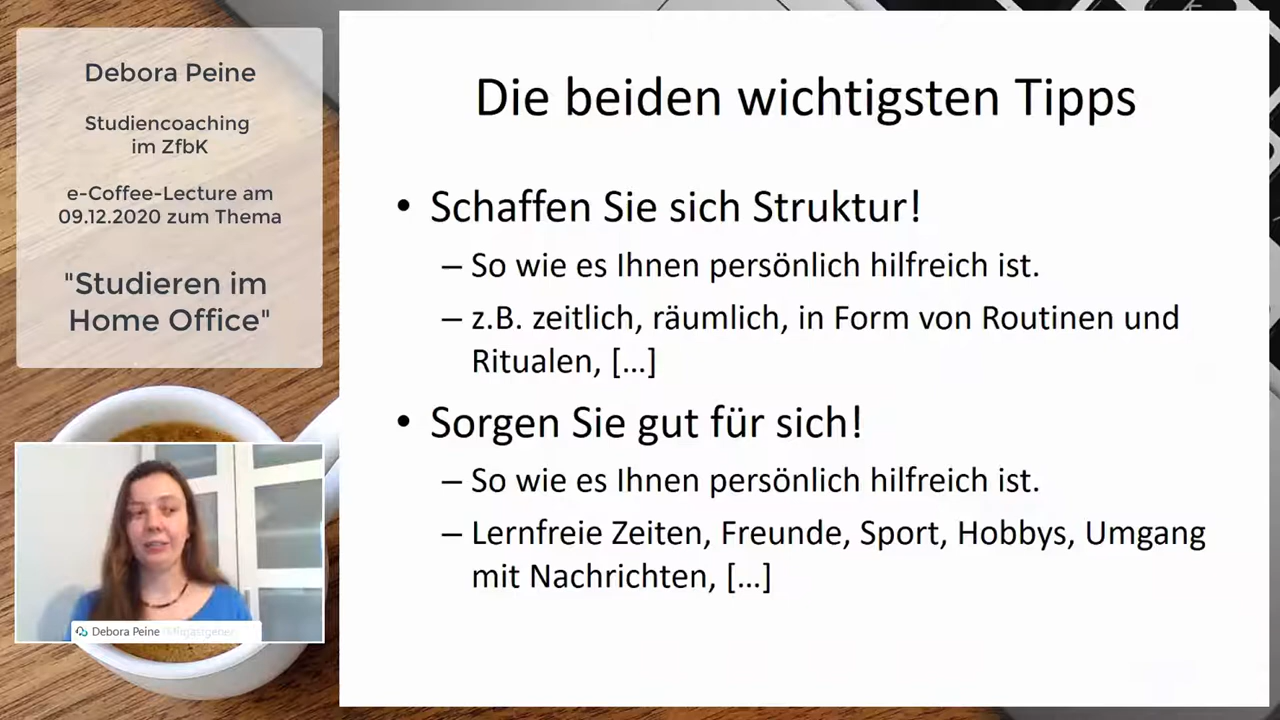 Debora Peine
Studiencoaching
im ZfbK
e-Coffee-Lecture am
09.12.2020 zum Thema
"Studieren im
Home Office"
Die beiden wichtigsten Tipps
• Schaffen Sie sich Struktur!
– So wie es Ihnen persönlich hilfreich ist.
– z.B. zeitlich, räumlich, in Form von Routinen und
Ritualen, [...]
• Sorgen Sie gut für sich!
– So wie es Ihnen persönlich hilfreich ist.
– Lernfreie Zeiten, Freunde, Sport, Hobbys, Umgang
mit Nachrichten, [...]
Debora Peine